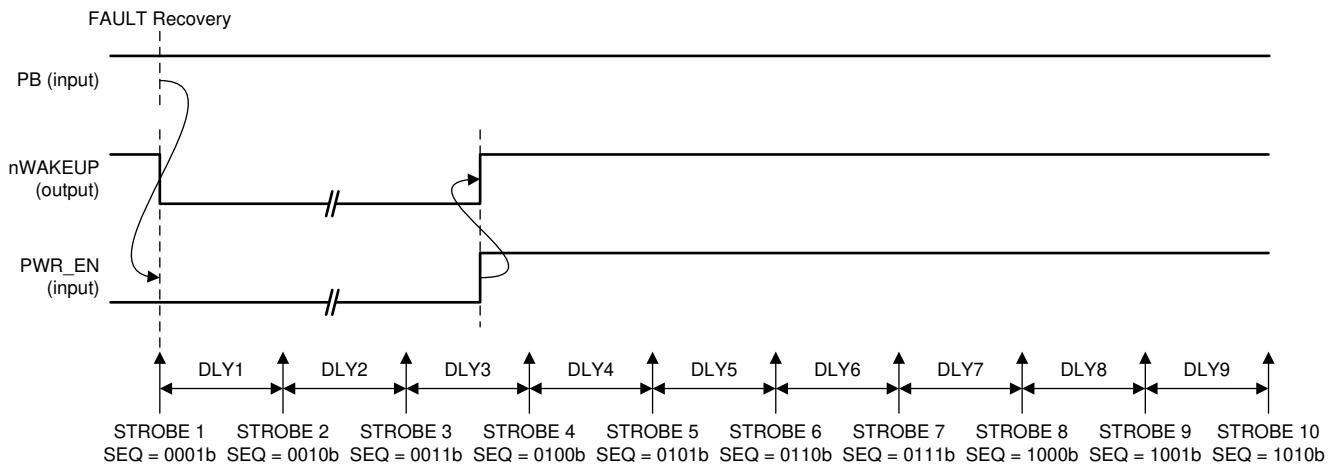 FAULT Recovery
PB (input)
nWAKEUP
(output)
PWR_EN
(input)
DLY1 DLY2 DLY3 DLY4 DLY5 DLY6 DLY7 DLY8 DLY9
STROBE 1 STROBE 2 STROBE 3 STROBE 4 STROBE 5 STROBE 6 STROBE 7 STROBE 8 STROBE 9 STROBE 10
SEQ = 0001b SEQ = 0010b SEQ = 0011b SEQ = 0100b SEQ = 0101b SEQ = 0110b SEQ = 0111b SEQ = 1000b SEQ = 1001b SEQ = 1010b